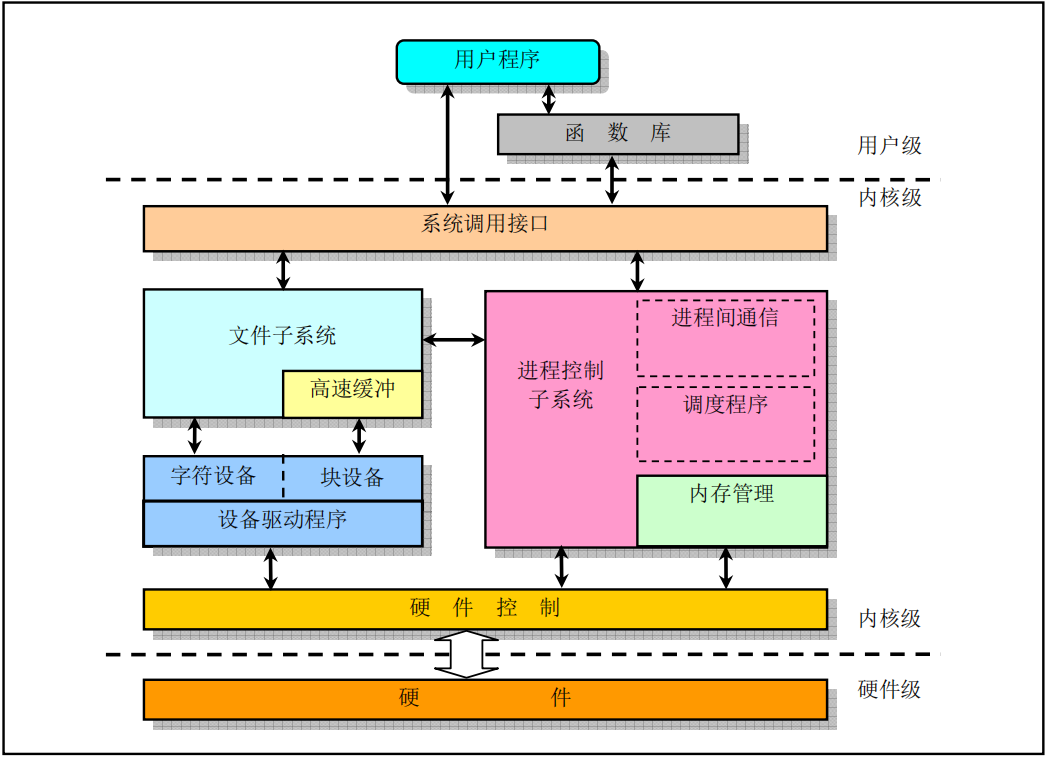 用户程序
函 数 库
用户级
内核级
系统调用接口
文件子系统
高速缓冲
进程控制
子系统
进程间通信
调度程序
内存管理
字符设备
块设备
设备驱动程序
硬 件 控 制
内核级
硬件级
硬 件